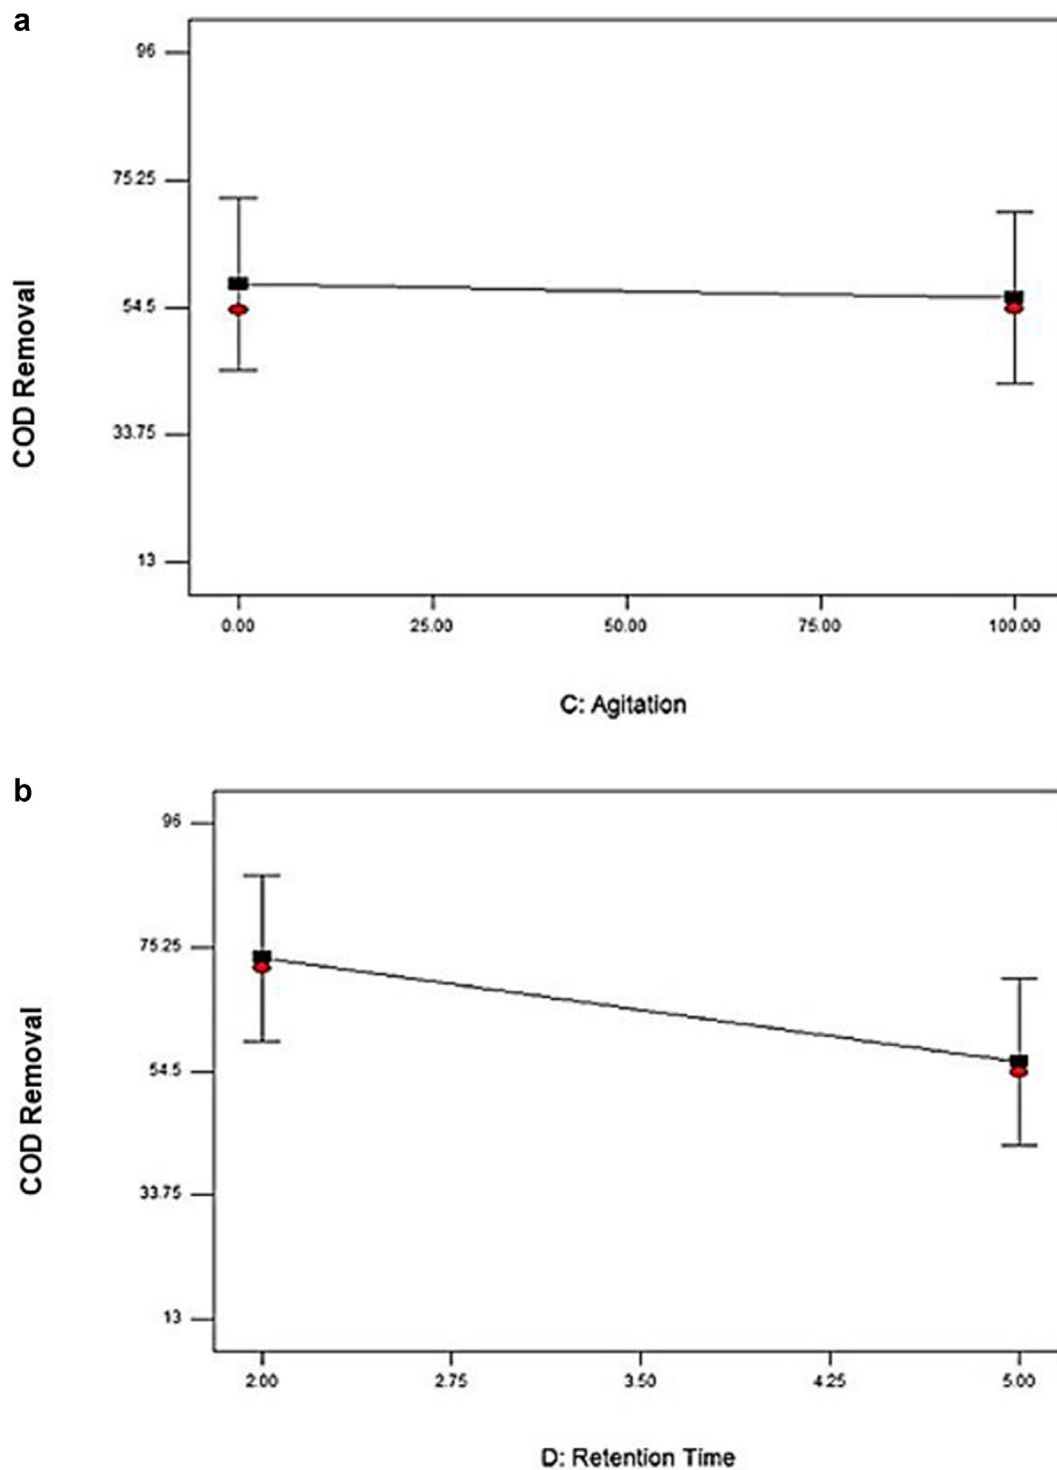 a
96
75.25
54.5
33.75
13
COD Removal
0.00 25.00 50.00 75.00 100.00
C: Agitation
b
96
75.25
54.5
33.75
13
COD Removal
2.00 2.75 3.50 4.25 5.00
D: Retention Time